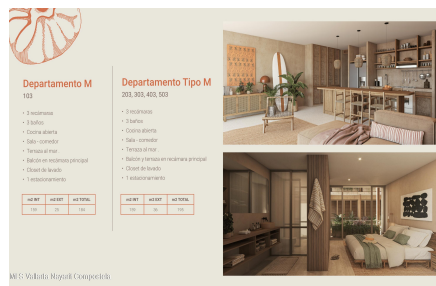 Departamento M
103
• 3 recámaras
• 3 baños
• Cocina abierta
• Sala - comedor
• Terraza al mar
• Balcón en recámara principal
• Closet de lavado
• 1 estacionamiento
m2 INT m2 EXT m2 TOTAL
Departamento Tipo M
203, 303, 403, 503
• 3 recámaras
• 3 baños
• Cocina abierta
• Sala - comedor
• Terraza al mar
• Balcón y terraza en recámara principal
• Closet de lavado
• 1 estacionamiento
m2 INT m2 EXT m2 TOTAL
MLS Vallarta Nayarit Compostela